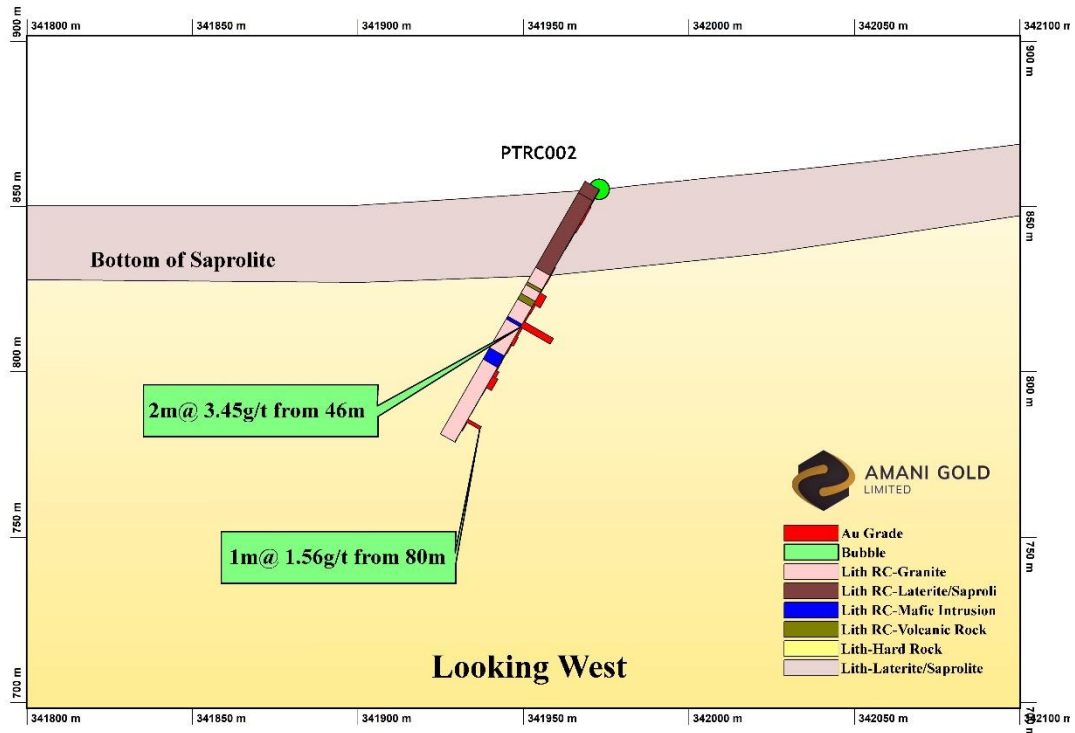 341800 m 341850 m 341900 m 341950 m 342000 m 342050 m 342100 m
900 m 900 m
PTRC002
850 m 850 m
Bottom of Saprolite
800 m 800 m
2m@ 3.45g/t from 46m
AMANI GOLD
LIMITED
750 m 750 m
1m@ 1.56g/t from 80m
Au Grade
Bubble
Lith RC-Granite
Lith RC-Laterite/Saproli
Lith RC-Mafic Intrusion
Lith RC-Volcanic Rock
Lith-Hard Rock
Lith-Laterite/Saprolite
Looking West
700 m 700 m
341800 m 341850 m 341900 m 341950 m 342000 m 342050 m 342100 m